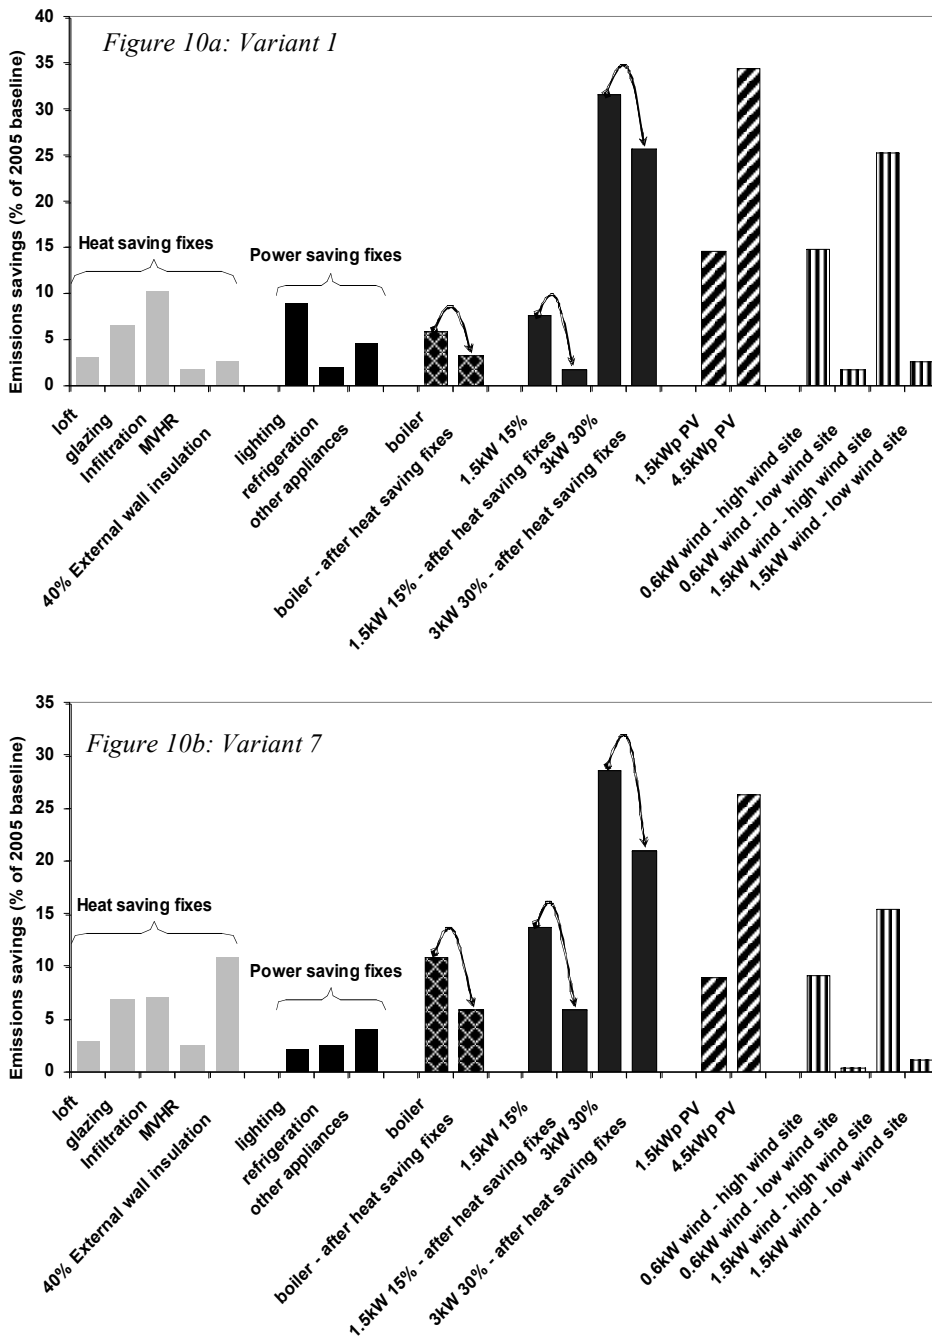 Figure 10a: Variant 1
Emissions savings (% of 2005 baseline)
40
35
30
25
20
15
10
5
0
Heat saving fixes
Power saving fixes
loft
glazing
Infiltration
MVHR
40% External wall insulation
lighting
refrigeration
other appliances
boiler
boiler - after heat saving fixes
1.5kW 15%
1.5kW 15% - after heat saving fixes
3kW 30%
3kW 30% - after heat saving fixes
1.5kWp PV
4.5kWp PV
0.6kW wind - high wind site
0.6kW wind - low wind site
1.5kW wind - high wind site
1.5kW wind - low wind site
Figure 10b: Variant 7
Emissions savings (% of 2005 baseline)
35
30
25
20
15
10
5
0
Heat saving fixes
Power saving fixes
loft
glazing
Infiltration
MVHR
40% External wall insulation
lighting
refrigeration
other appliances
boiler
boiler - after heat saving fixes
1.5kW 15%
1.5kW 15% - after heat saving fixes
3kW 30%
3kW 30% - after heat saving fixes
1.5kWp PV
4.5kWp PV
0.6kW wind - high wind site
0.6kW wind - low wind site
1.5kW wind - high wind site
1.5kW wind - low wind site